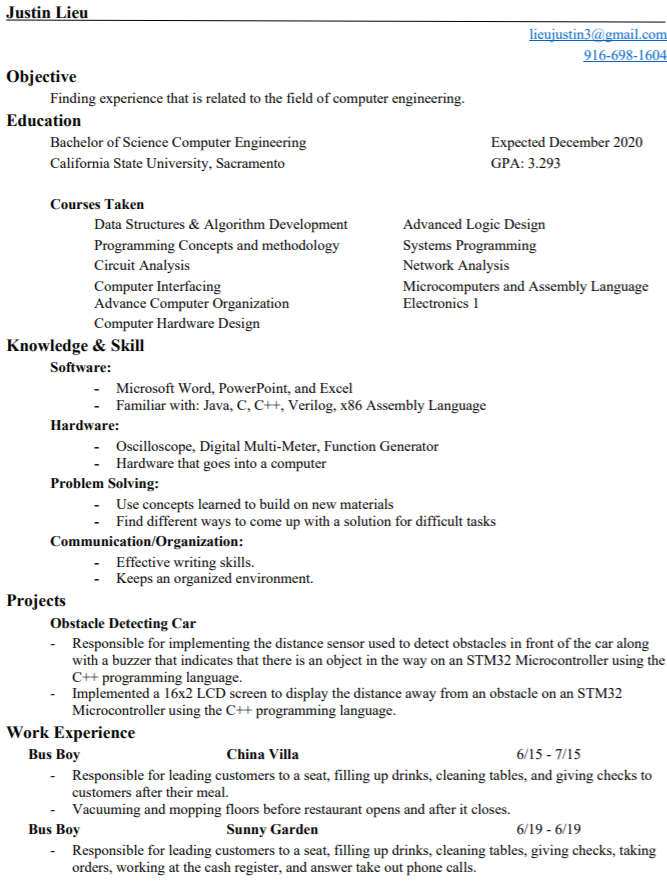 Justin Lieu
lieujustin3@gmail.com
916-698-1604
Objective
Finding experience that is related to the field of computer engineering.
Education
Bachelor of Science Computer Engineering Expected December 2020
California State University, Sacramento GPA: 3.293
Courses Taken
Data Structures & Algorithm Development Advanced Logic Design
Programming Concepts and methodology Systems Programming
Circuit Analysis Network Analysis
Computer Interfacing Microcomputers and Assembly Language
Advance Computer Organization Electronics 1
Computer Hardware Design
Knowledge & Skill
Software:
- Microsoft Word, PowerPoint, and Excel
- Familiar with: Java, C, C++, Verilog, x86 Assembly Language
Hardware:
- Oscilloscope, Digital Multi-Meter, Function Generator
- Hardware that goes into a computer
Problem Solving:
- Use concepts learned to build on new materials
- Find different ways to come up with a solution for difficult tasks
Communication/Organization:
- Effective writing skills.
- Keeps an organized environment.
Projects
Obstacle Detecting Car
- Responsible for implementing the distance sensor used to detect obstacles in front of the car along
with a buzzer that indicates that there is an object in the way on an STM32 Microcontroller using the
C++ programming language.
- Implemented a 16x2 LCD screen to display the distance away from an obstacle on an STM32
Microcontroller using the C++ programming language.
Work Experience
Bus Boy China Villa 6/15 - 7/15
- Responsible for leading customers to a seat, filling up drinks, cleaning tables, and giving checks to
customers after their meal.
- Vacuuming and mopping floors before restaurant opens and after it closes.
Bus Boy Sunny Garden 6/19 - 6/19
- Responsible for leading customers to a seat, filling up drinks, cleaning tables, giving checks, taking
orders, working at the cash register, and answer take out phone calls.